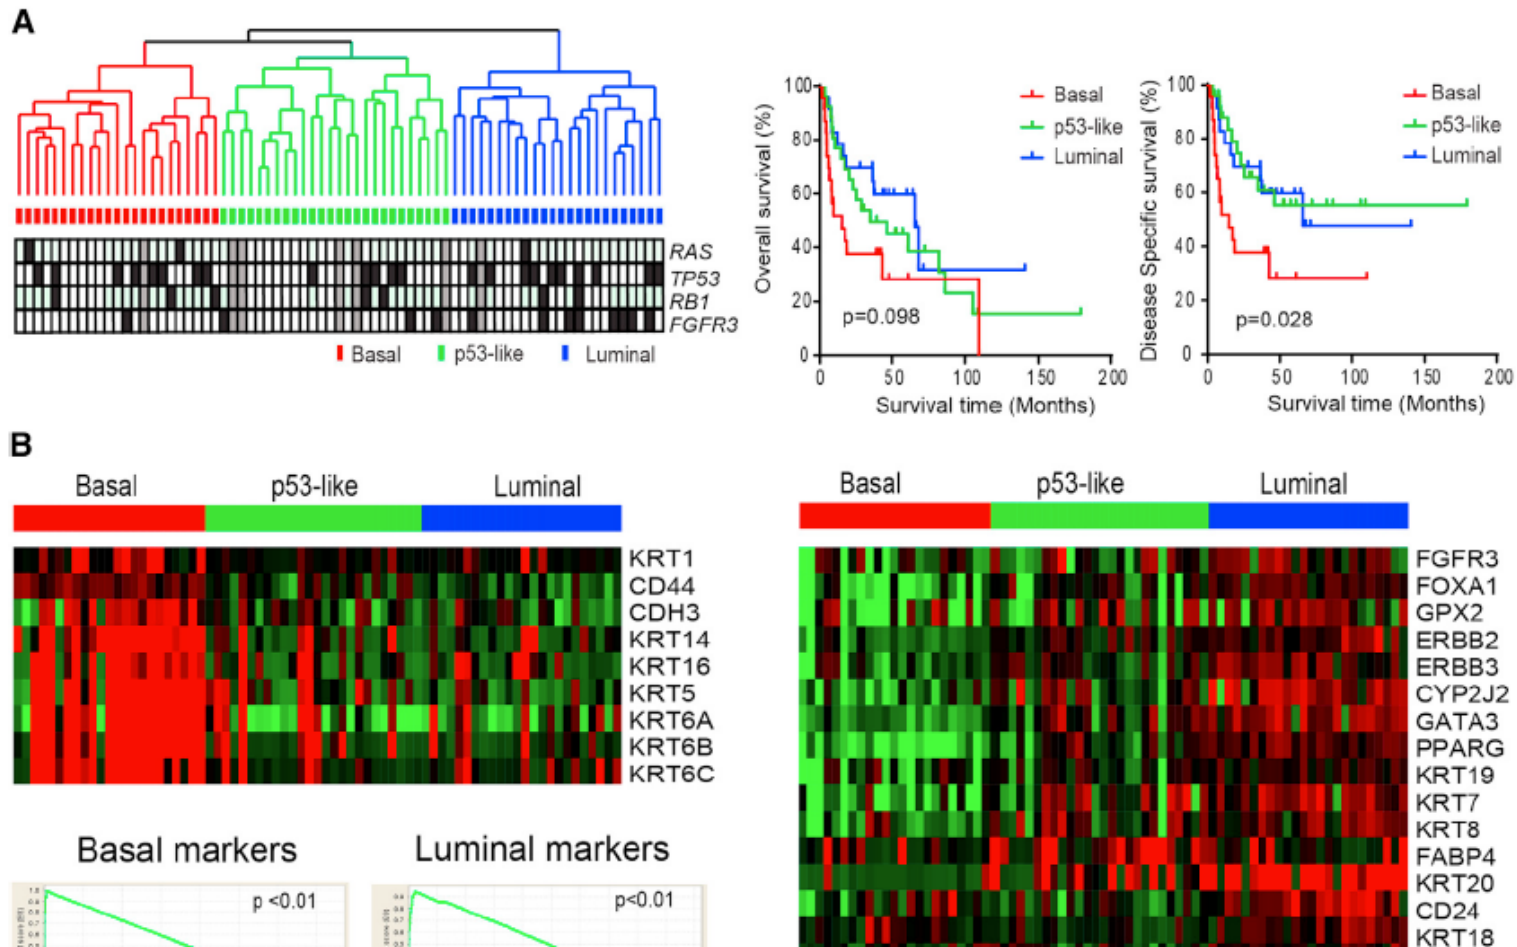 A
RAS
TP53
RB1
FGFR3
Basal
p53-like
Luminal
Overall survival (%)
100
80
60
40
20
0
0
50
100
150
200
Survival time (Months)
Basal
p53-like
Luminal
p=0.098
Disease Specific survival (%)
100
80
60
40
20
0
0
50
100
150
200
Survival time (Months)
Basal
p53-like
Luminal
p=0.028
B
Basal
p53-like
Luminal
KRT1
CD44
CDH3
KRT14
KRT16
KRT5
KRT6A
KRT6B
KRT6C
Basal
p53-like
Luminal
FGFR3
FOXA1
GPX2
ERBB2
ERBB3
CYP2J2
GATA3
PPARG
KRT19
KRT7
KRT8
FABP4
KRT20
CD24
KRT18
Basal markers
p <0.01
Luminal markers
p<0.01